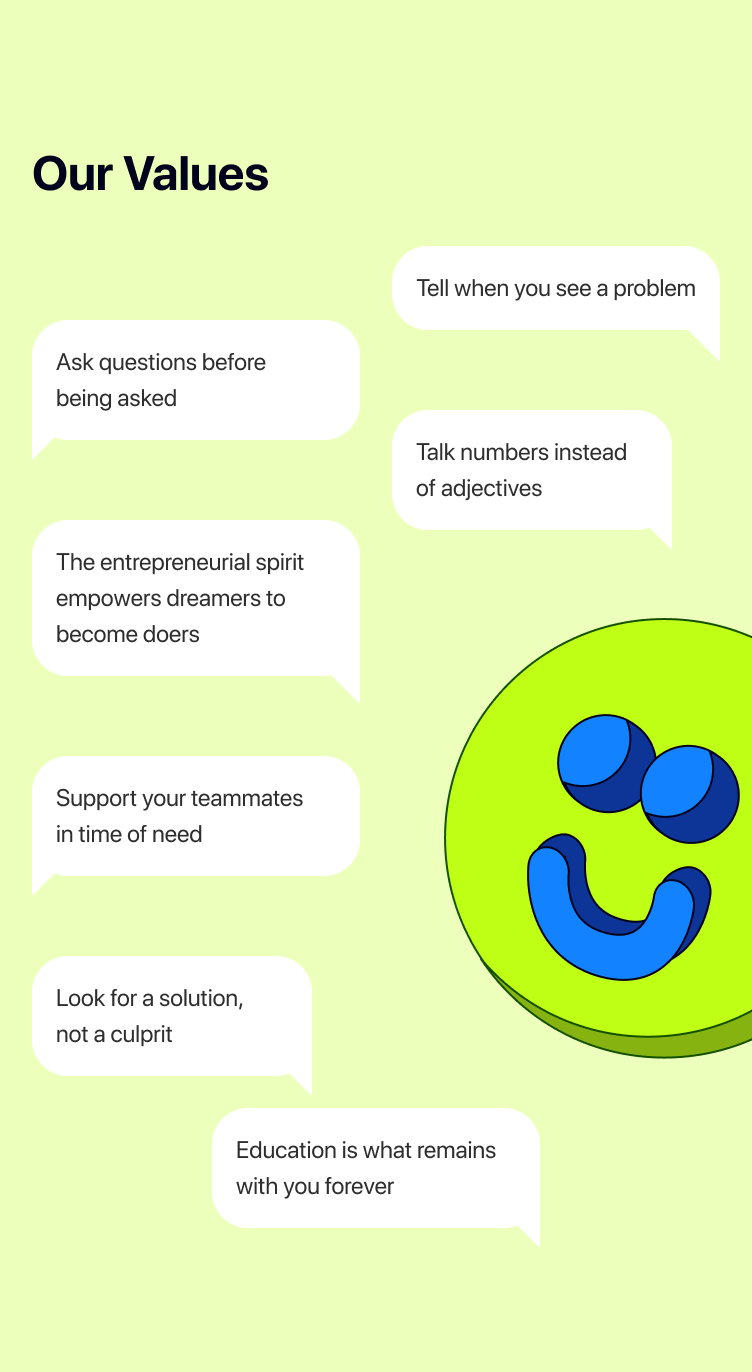 Our Values
Tell when you see a problem
Ask questions before
being asked
Talk numbers instead
of adjectives
The entrepreneurial spirit
empowers dreamers to
become doers
Support your teammates
in time of need
Look for a solution,
not a culprit
Education is what remains
with you forever